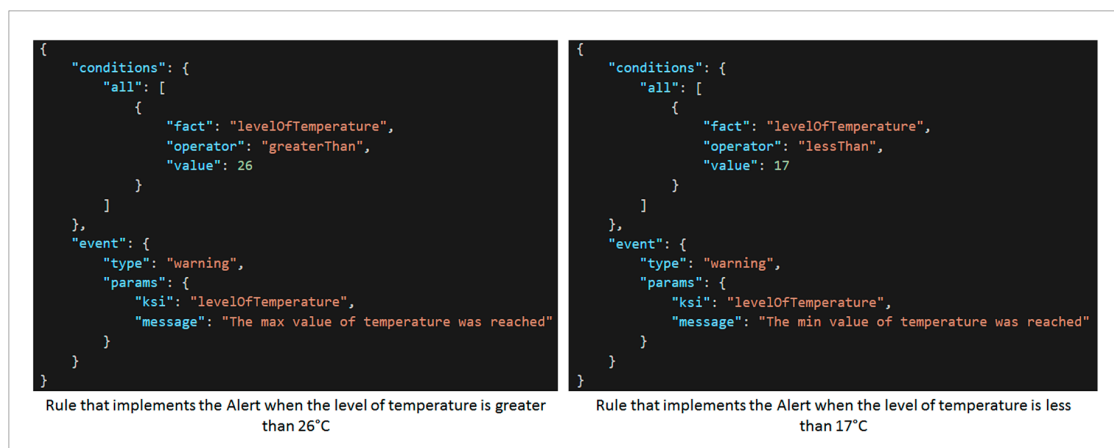 {
"conditions": {
"all": [
{
"fact": "levelOfTemperature",
"operator": "greaterThan",
"value": 26
}
]
},
"event": {
"type": "warning",
"params": {
"ksi": "levelOfTemperature",
"message": "The max value of temperature was reached"
}
}
}
Rule that implements the Alert when the level of temperature is greater
than 26°C
{
"conditions": {
"all": [
{
"fact": "levelOfTemperature",
"operator": "lessThan",
"value": 17
}
]
},
"event": {
"type": "warning",
"params": {
"ksi": "levelOfTemperature",
"message": "The min value of temperature was reached"
}
}
}
Rule that implements the Alert when the level of temperature is less
than 17°C